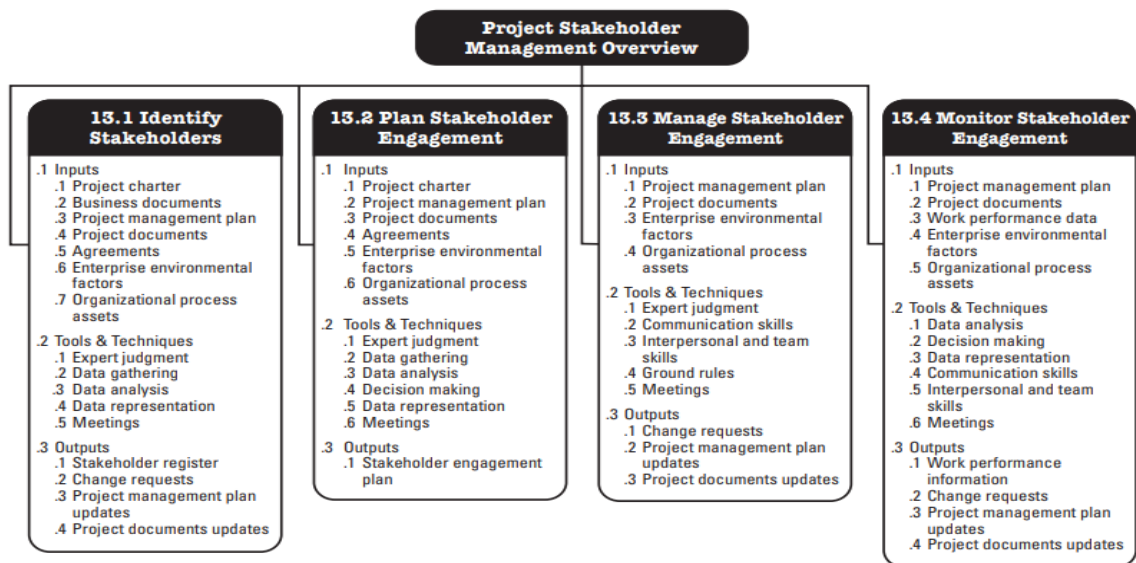 Project Stakeholder
Management Overview
13.1 Identify
Stakeholders
.1 Inputs
.1 Project charter
.2 Business documents
.3 Project management plan
.4 Project documents
.5 Agreements
.6 Enterprise environmental
factors
.7 Organizational process
assets
.2 Tools & Techniques
.1 Expert judgment
.2 Data gathering
.3 Data analysis
.4 Data representation
.5 Meetings
.3 Outputs
.1 Stakeholder register
.2 Change requests
.3 Project management plan
updates
.4 Project documents updates
13.2 Plan Stakeholder
Engagement
.1 Inputs
.1 Project charter
.2 Project management plan
.3 Project documents
.4 Agreements
.5 Enterprise environmental
factors
.6 Organizational process
assets
.2 Tools & Techniques
.1 Expert judgment
.2 Data gathering
.3 Data analysis
.4 Decision making
.5 Data representation
.6 Meetings
.3 Outputs
.1 Stakeholder engagement
plan
13.3 Manage Stakeholder
Engagement
.1 Inputs
.1 Project management plan
.2 Project documents
.3 Enterprise environmental
factors
.4 Organizational process
assets
.2 Tools & Techniques
.1 Expert judgment
.2 Communication skills
.3 Interpersonal and team
skills
.4 Ground rules
.5 Meetings
.3 Outputs
.1 Change requests
.2 Project management plan
updates
.3 Project documents updates
13.4 Monitor Stakeholder
Engagement
.1 Inputs
.1 Project management plan
.2 Project documents
.3 Work performance data
.4 Enterprise environmental
factors
.5 Organizational process
assets
.2 Tools & Techniques
.1 Data analysis
.2 Decision making
.3 Data representation
.4 Communication skills
.5 Interpersonal and team
skills
.6 Meetings
.3 Outputs
.1 Work performance
information
.2 Change requests
.3 Project management plan
updates
.4 Project documents updates